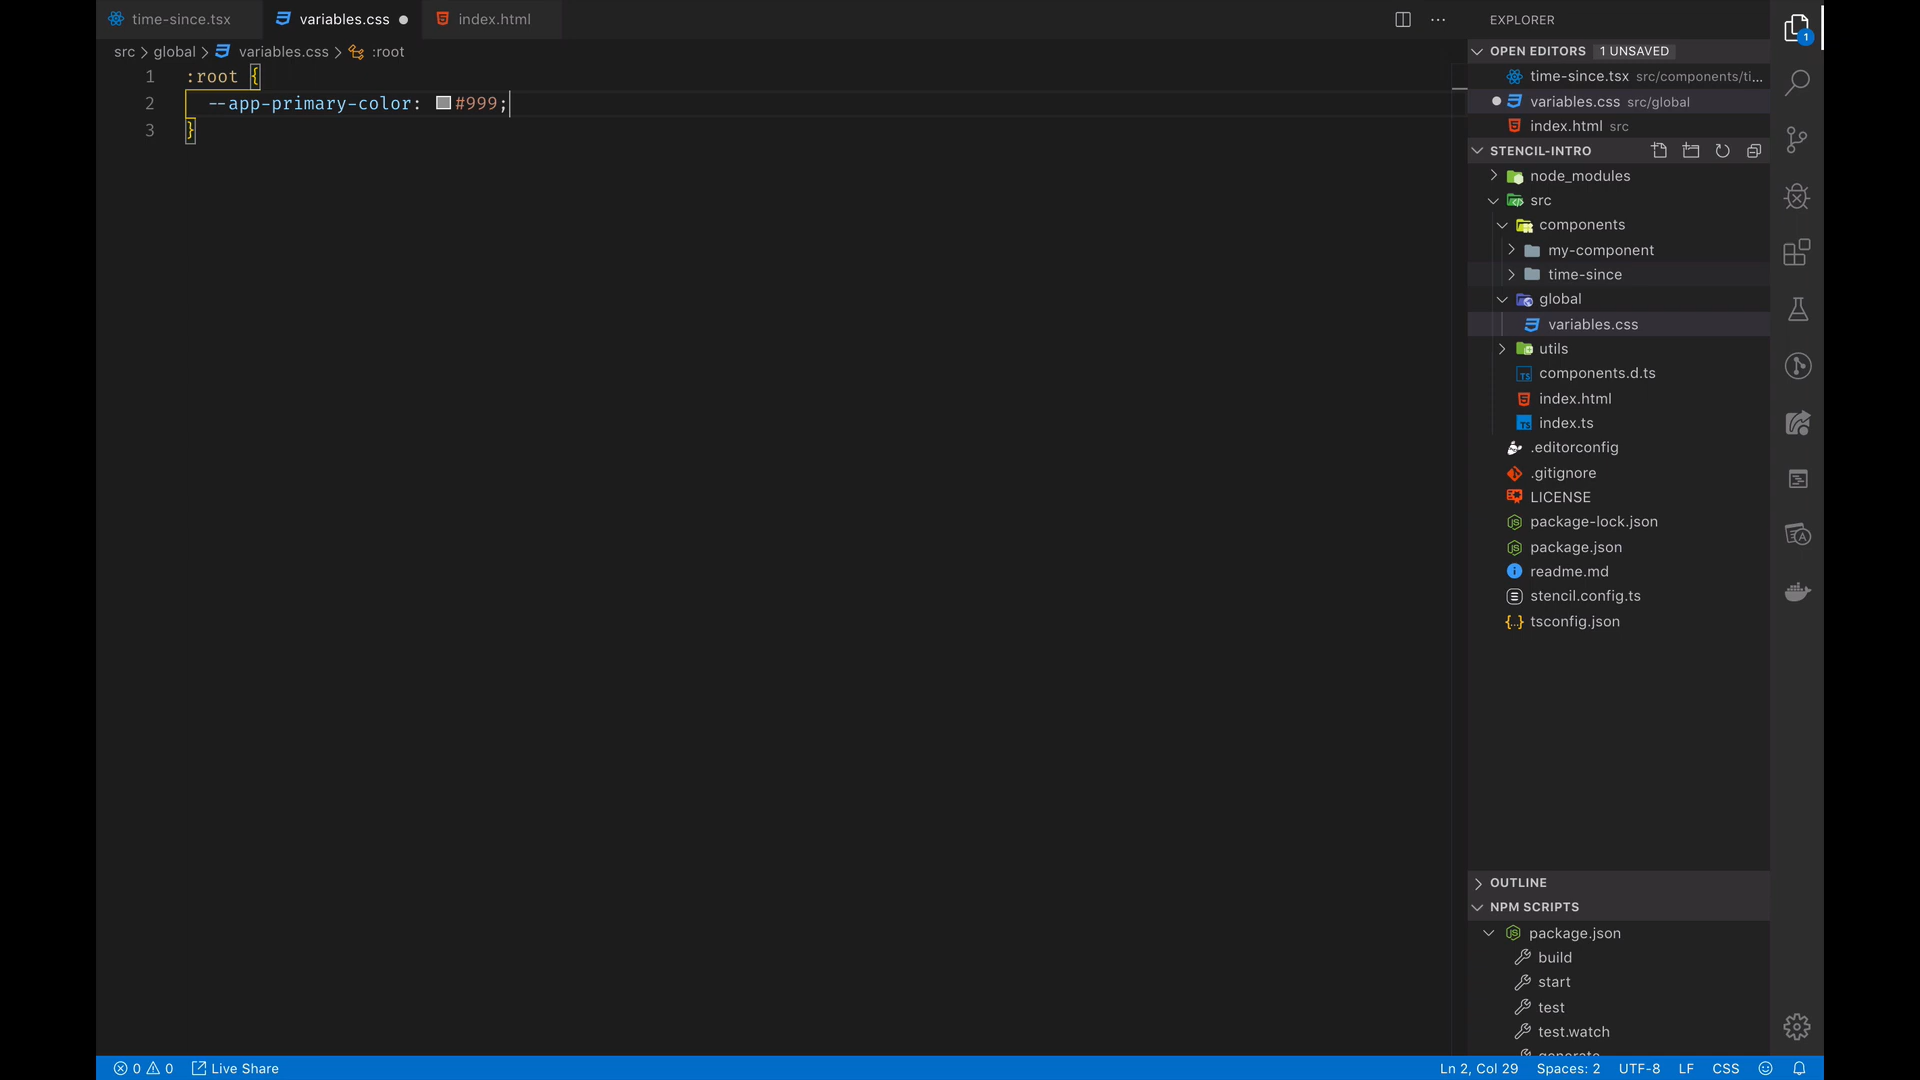 time-since.tsx
variables.css
index.html
src > global > variables.css > :root
1 :root {
2 --app-primary-color: #999;
3 }
EXPLORER
OPEN EDITORS 1 UNSAVED
time-since.tsx src/components/ti...
variables.css src/global
index.html src
STENCIL-INTRO
node_modules
src
components
my-component
time-since
global
variables.css
utils
components.d.ts
index.html
index.ts
.editorconfig
.gitignore
LICENSE
package-lock.json
package.json
readme.md
stencil.config.ts
tsconfig.json
OUTLINE
NPM SCRIPTS
package.json
build
start
test
test.watch
generate
1
0 0 Live Share
Ln 2, Col 29 Spaces: 2 UTF-8 LF CSS